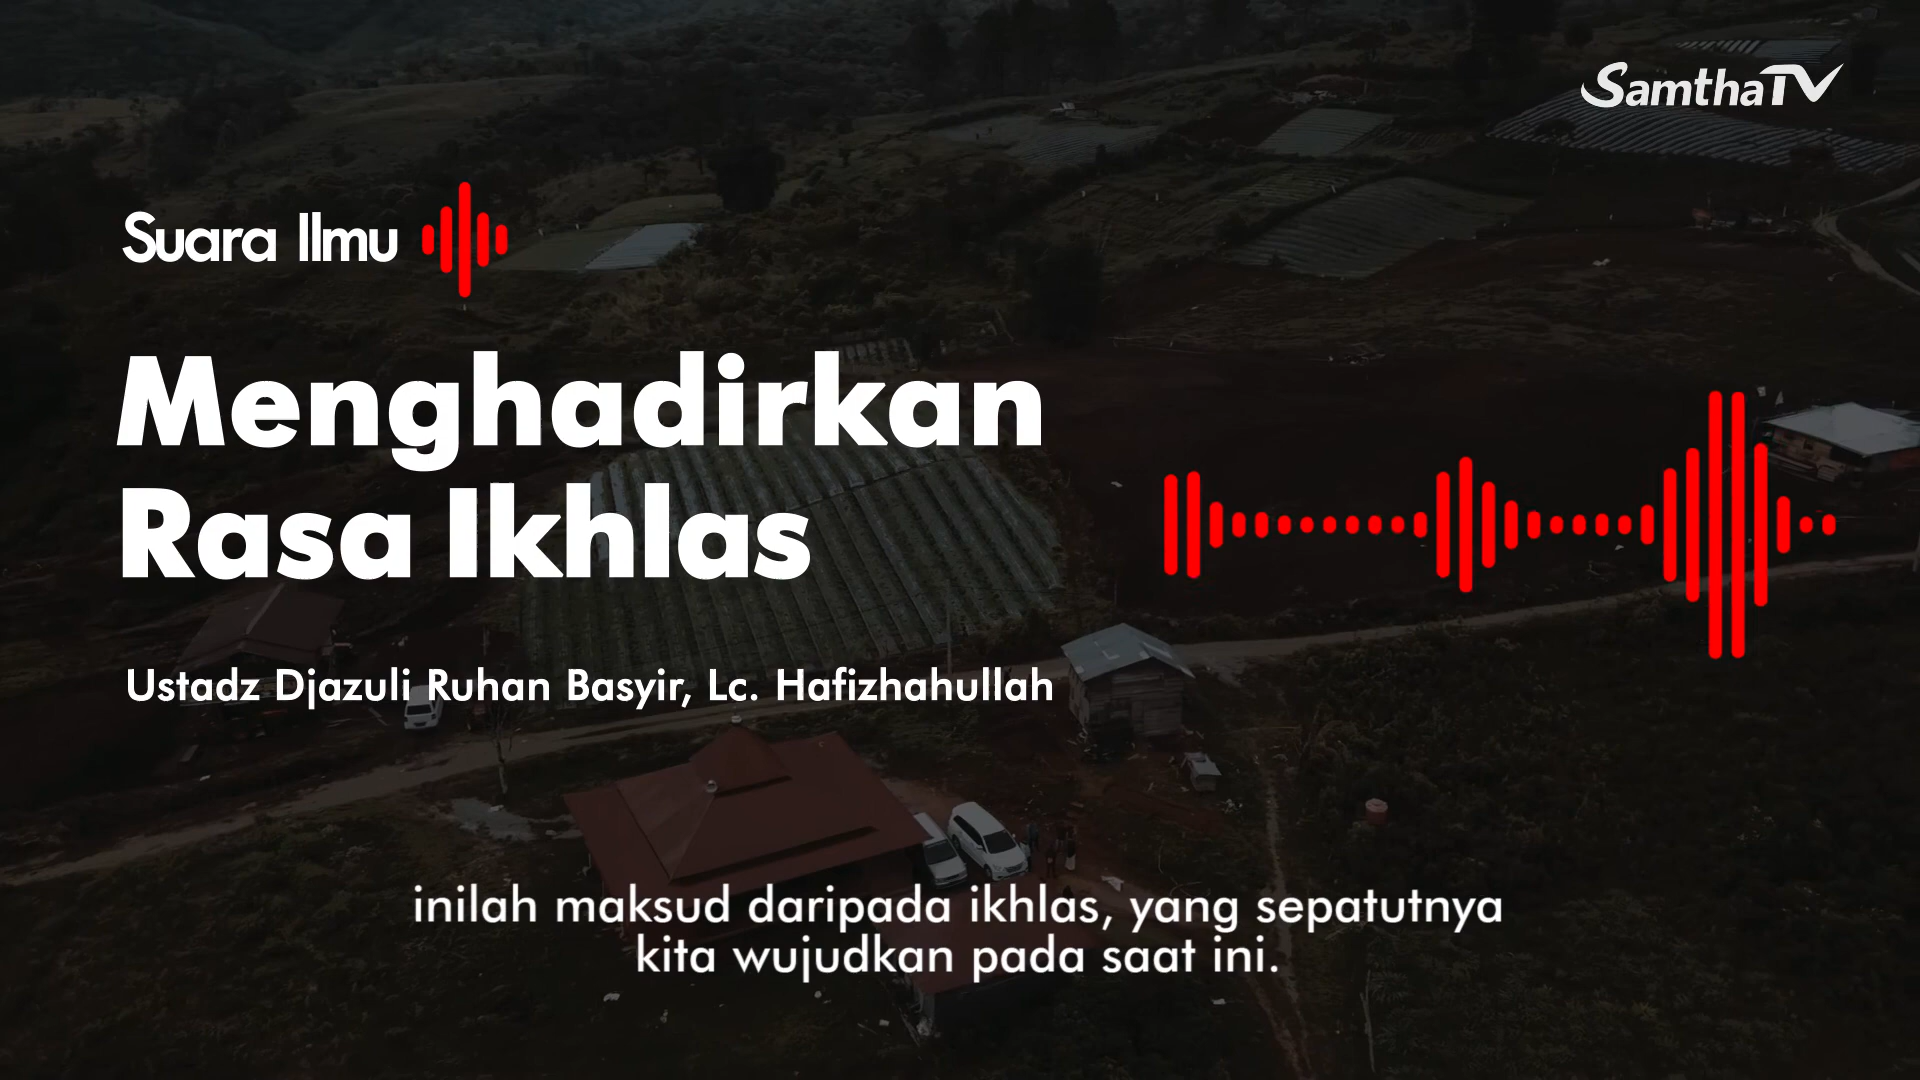 SamthaTV
Suara Ilmu
Menghadirkan
Rasa Ikhlas
Ustadz Djazuli Ruhan Basyir, Lc. Hafizhahullah
inilah maksud daripada ikhlas, yang sepatutnya
kita wujudkan pada saat ini.